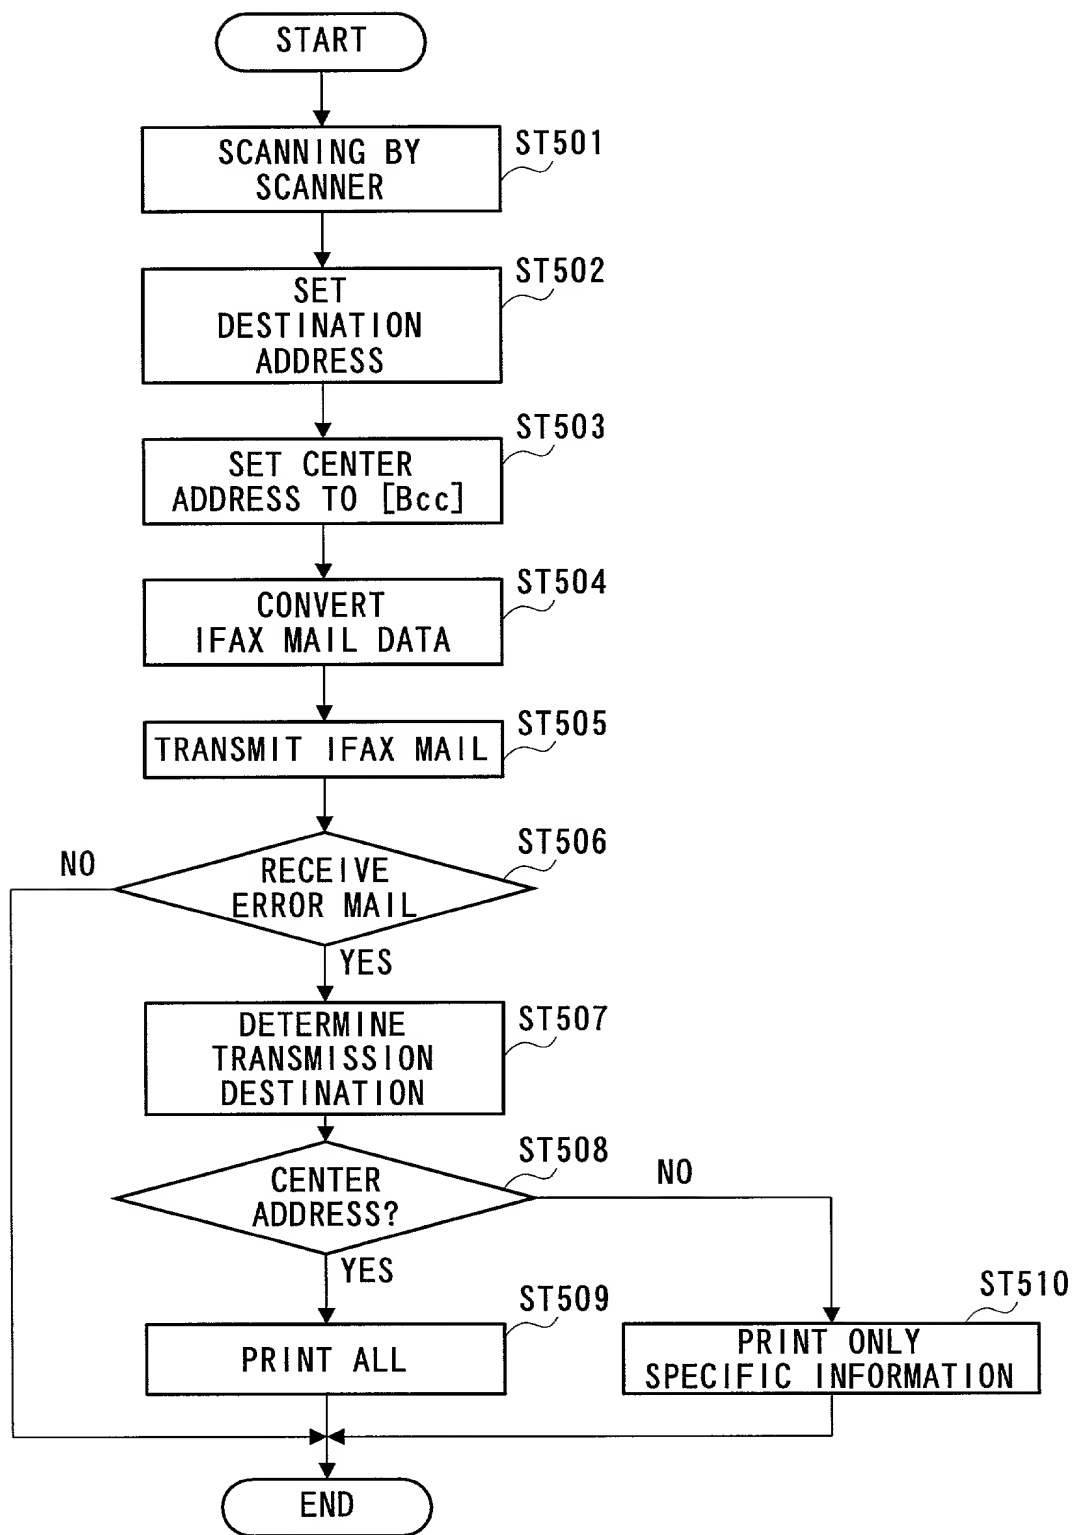 START
ST501
SCANNING BY
SCANNER
ST502
SET
DESTINATION
ADDRESS
ST503
SET CENTER
ADDRESS TO [Bcc]
ST504
CONVERT
IFAX MAIL DATA
ST505
TRANSMIT IFAX MAIL
ST506
NO
RECEIVE
ERROR MAIL
YES
ST507
DETERMINE
TRANSMISSION
DESTINATION
ST508
NO
CENTER
ADDRESS?
YES
ST509
PRINT ALL
ST510
PRINT ONLY
SPECIFIC INFORMATION
END